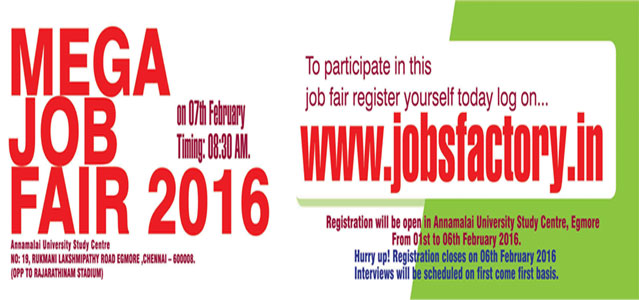 MEGA
JOB
FAIR 2016
on 07th February
Timing: 08:30 AM.
Annamalai University Study Centre
NO: 19, RUKMANI LAKSHMIPATHY ROAD EGMORE ,CHENNAI – 600008.
(OPP TO RAJARATHINAM STADIUM)
To participate in this
job fair register yourself today log on...
www.jobsfactory.in
Registration will be open in Annamalai University Study Centre, Egmore
From 01st to 06th February 2016.
Hurry up! Registration closes on 06th February 2016
Interviews will be scheduled on first come first basis.